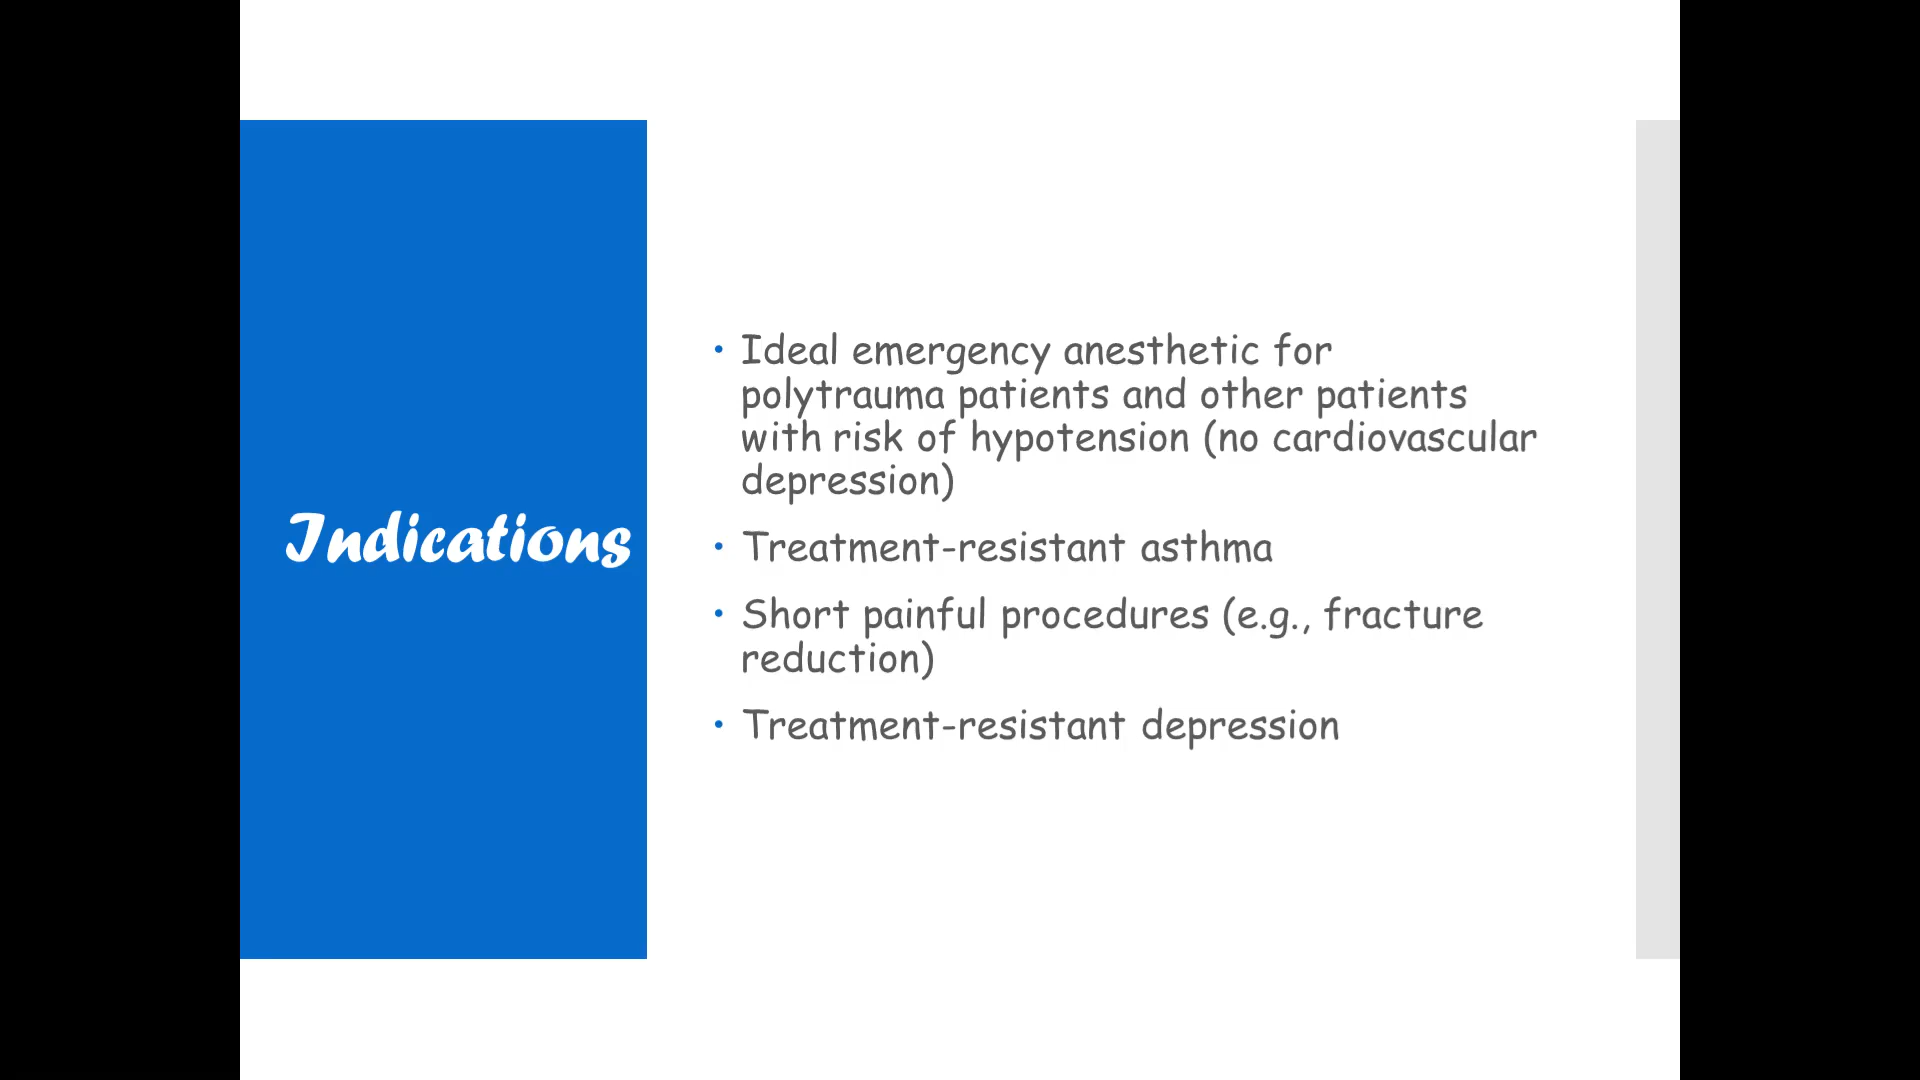 Indications
• Ideal emergency anesthetic for
polytrauma patients and other patients
with risk of hypotension (no cardiovascular
depression)
• Treatment-resistant asthma
• Short painful procedures (e.g., fracture
reduction)
• Treatment-resistant depression